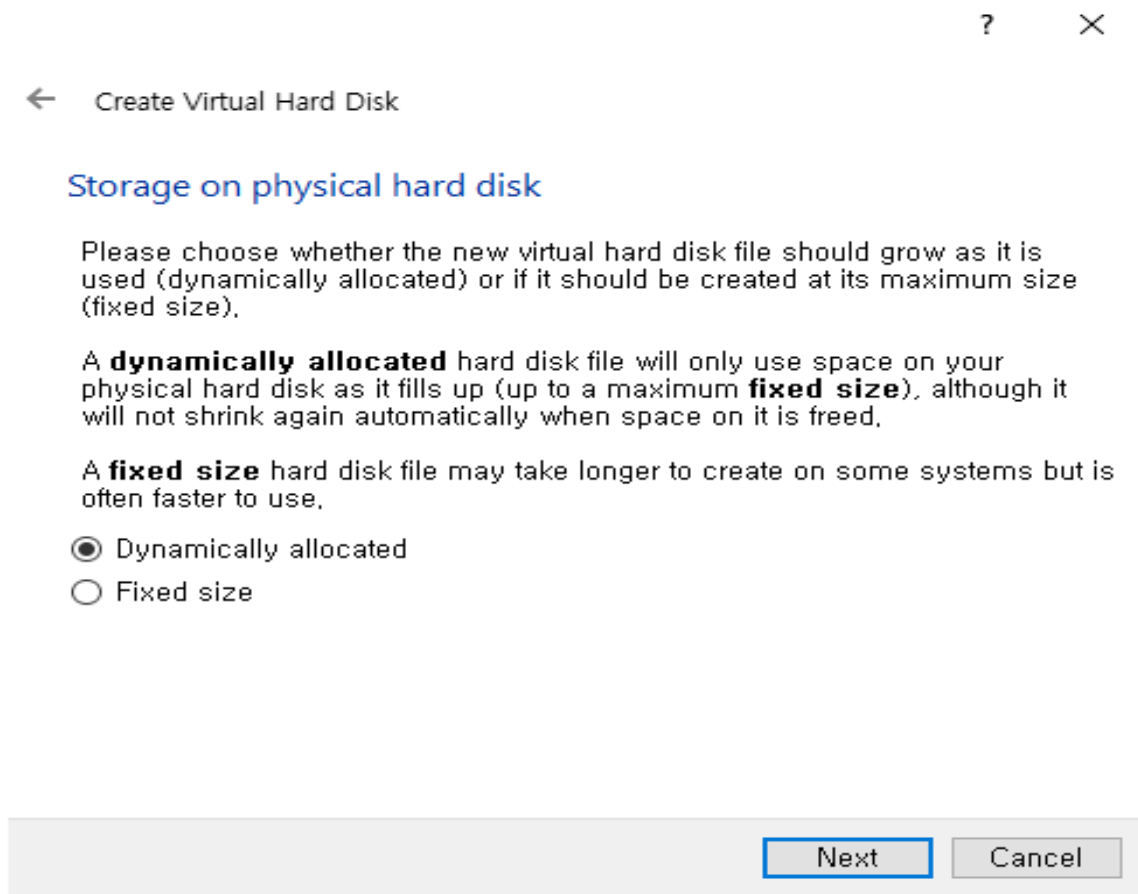 ?
Create Virtual Hard Disk
Storage on physical hard disk
Please choose whether the new virtual hard disk file should grow as it is
used (dynamically allocated) or if it should be created at its maximum size
(fixed size).
A dynamically allocated hard disk file will only use space on your
physical hard disk as it fills up (up to a maximum fixed size), although it
will not shrink again automatically when space on it is freed.
A fixed size hard disk file may take longer to create on some systems but is
often faster to use.
Dynamically allocated
Fixed size
Next Cancel